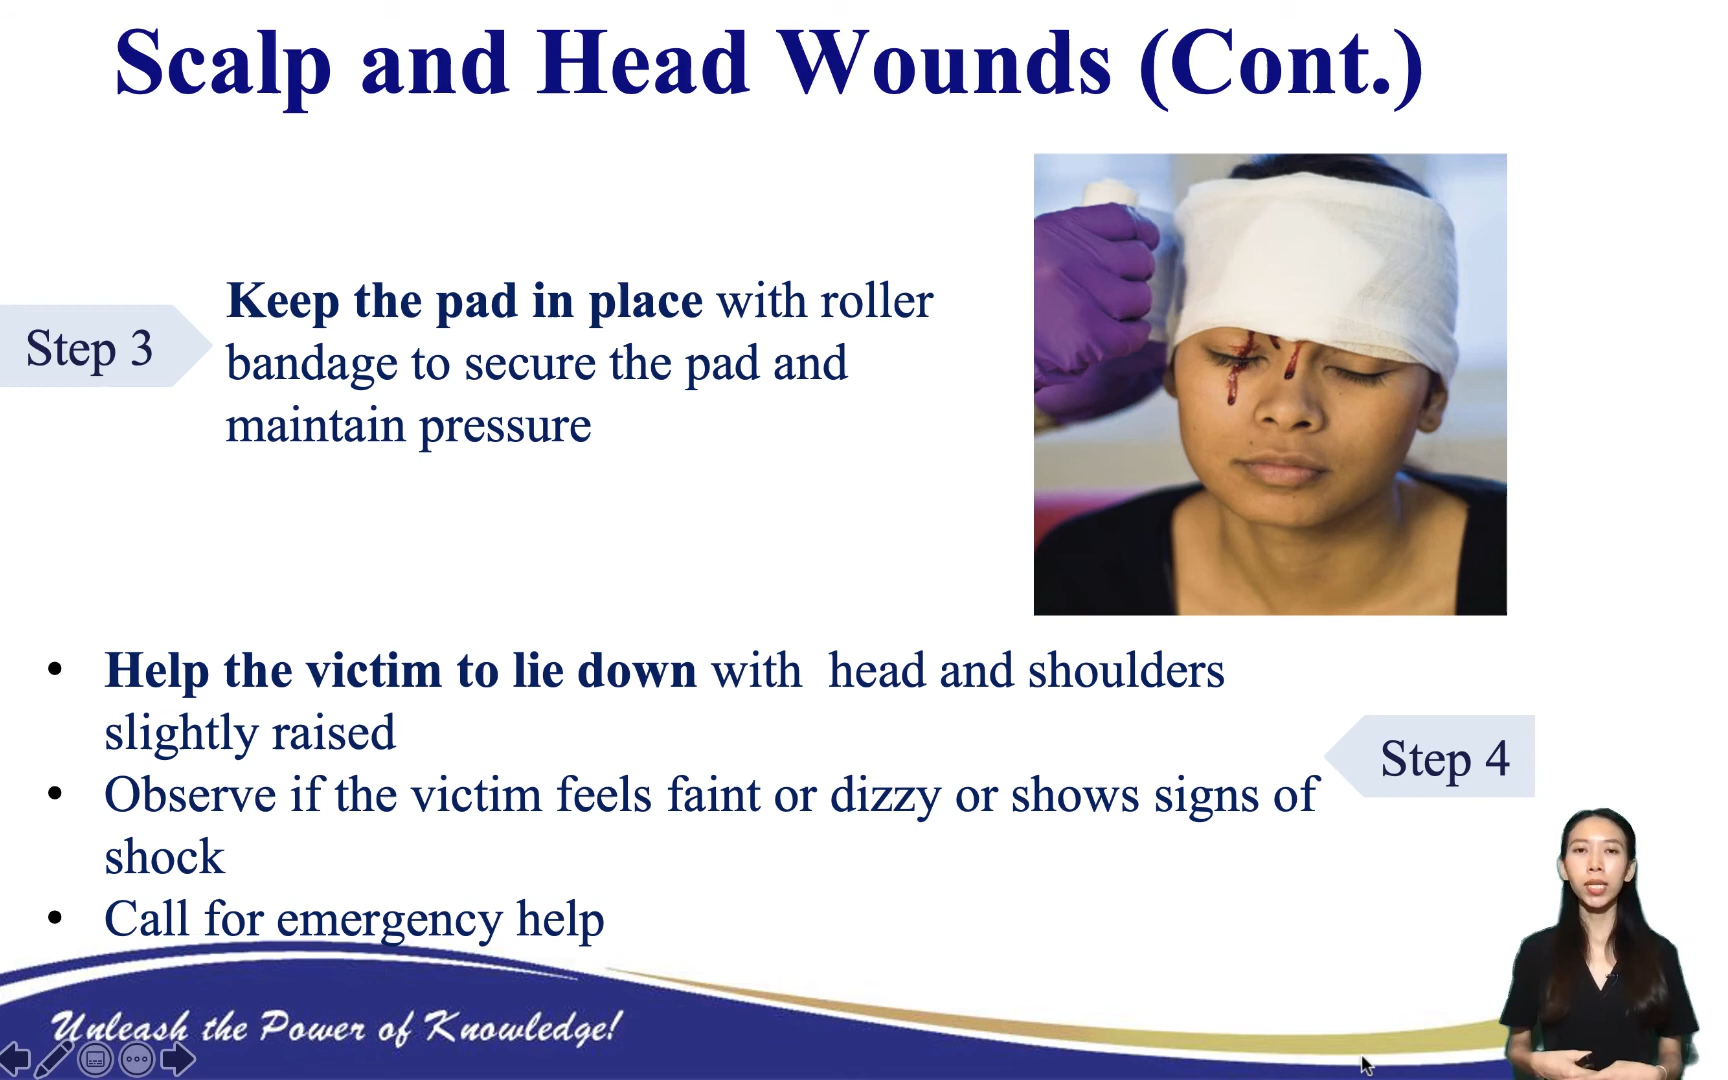 Scalp and Head Wounds (Cont.)
Step 3
Keep the pad in place with roller
bandage to secure the pad and
maintain pressure
• Help the victim to lie down with  head and shoulders
slightly raised
• Observe if the victim feels faint or dizzy or shows signs of
shock
• Call for emergency help
Step 4
Unleash the Power of Knowledge!